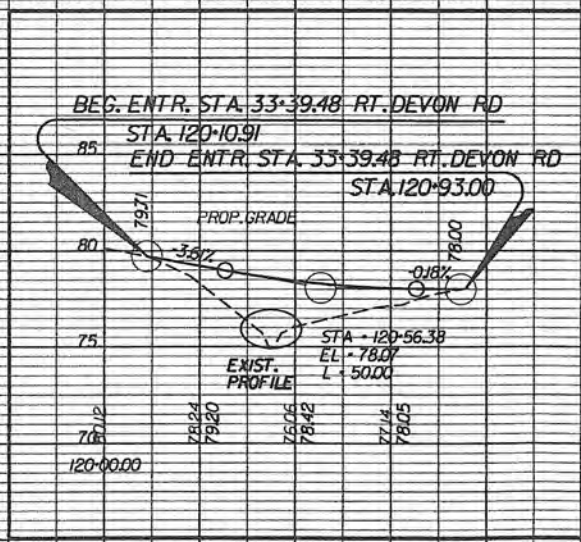 BEG. ENTR. STA. 33+39.48 RT. DEVON RD
STA. 120+10.91
85
END ENTR. STA. 33+39.48 RT. DEVON RD
STA. 120+93.00
79.71
PROP. GRADE
78.00
80
-3.61%
-0.18%
75
STA - 120+56.38
EL - 78.07
L - 50.00
EXIST.
PROFILE
70
80.12
78.24
79.20
76.06
78.42
77.14
78.05
120+00.00